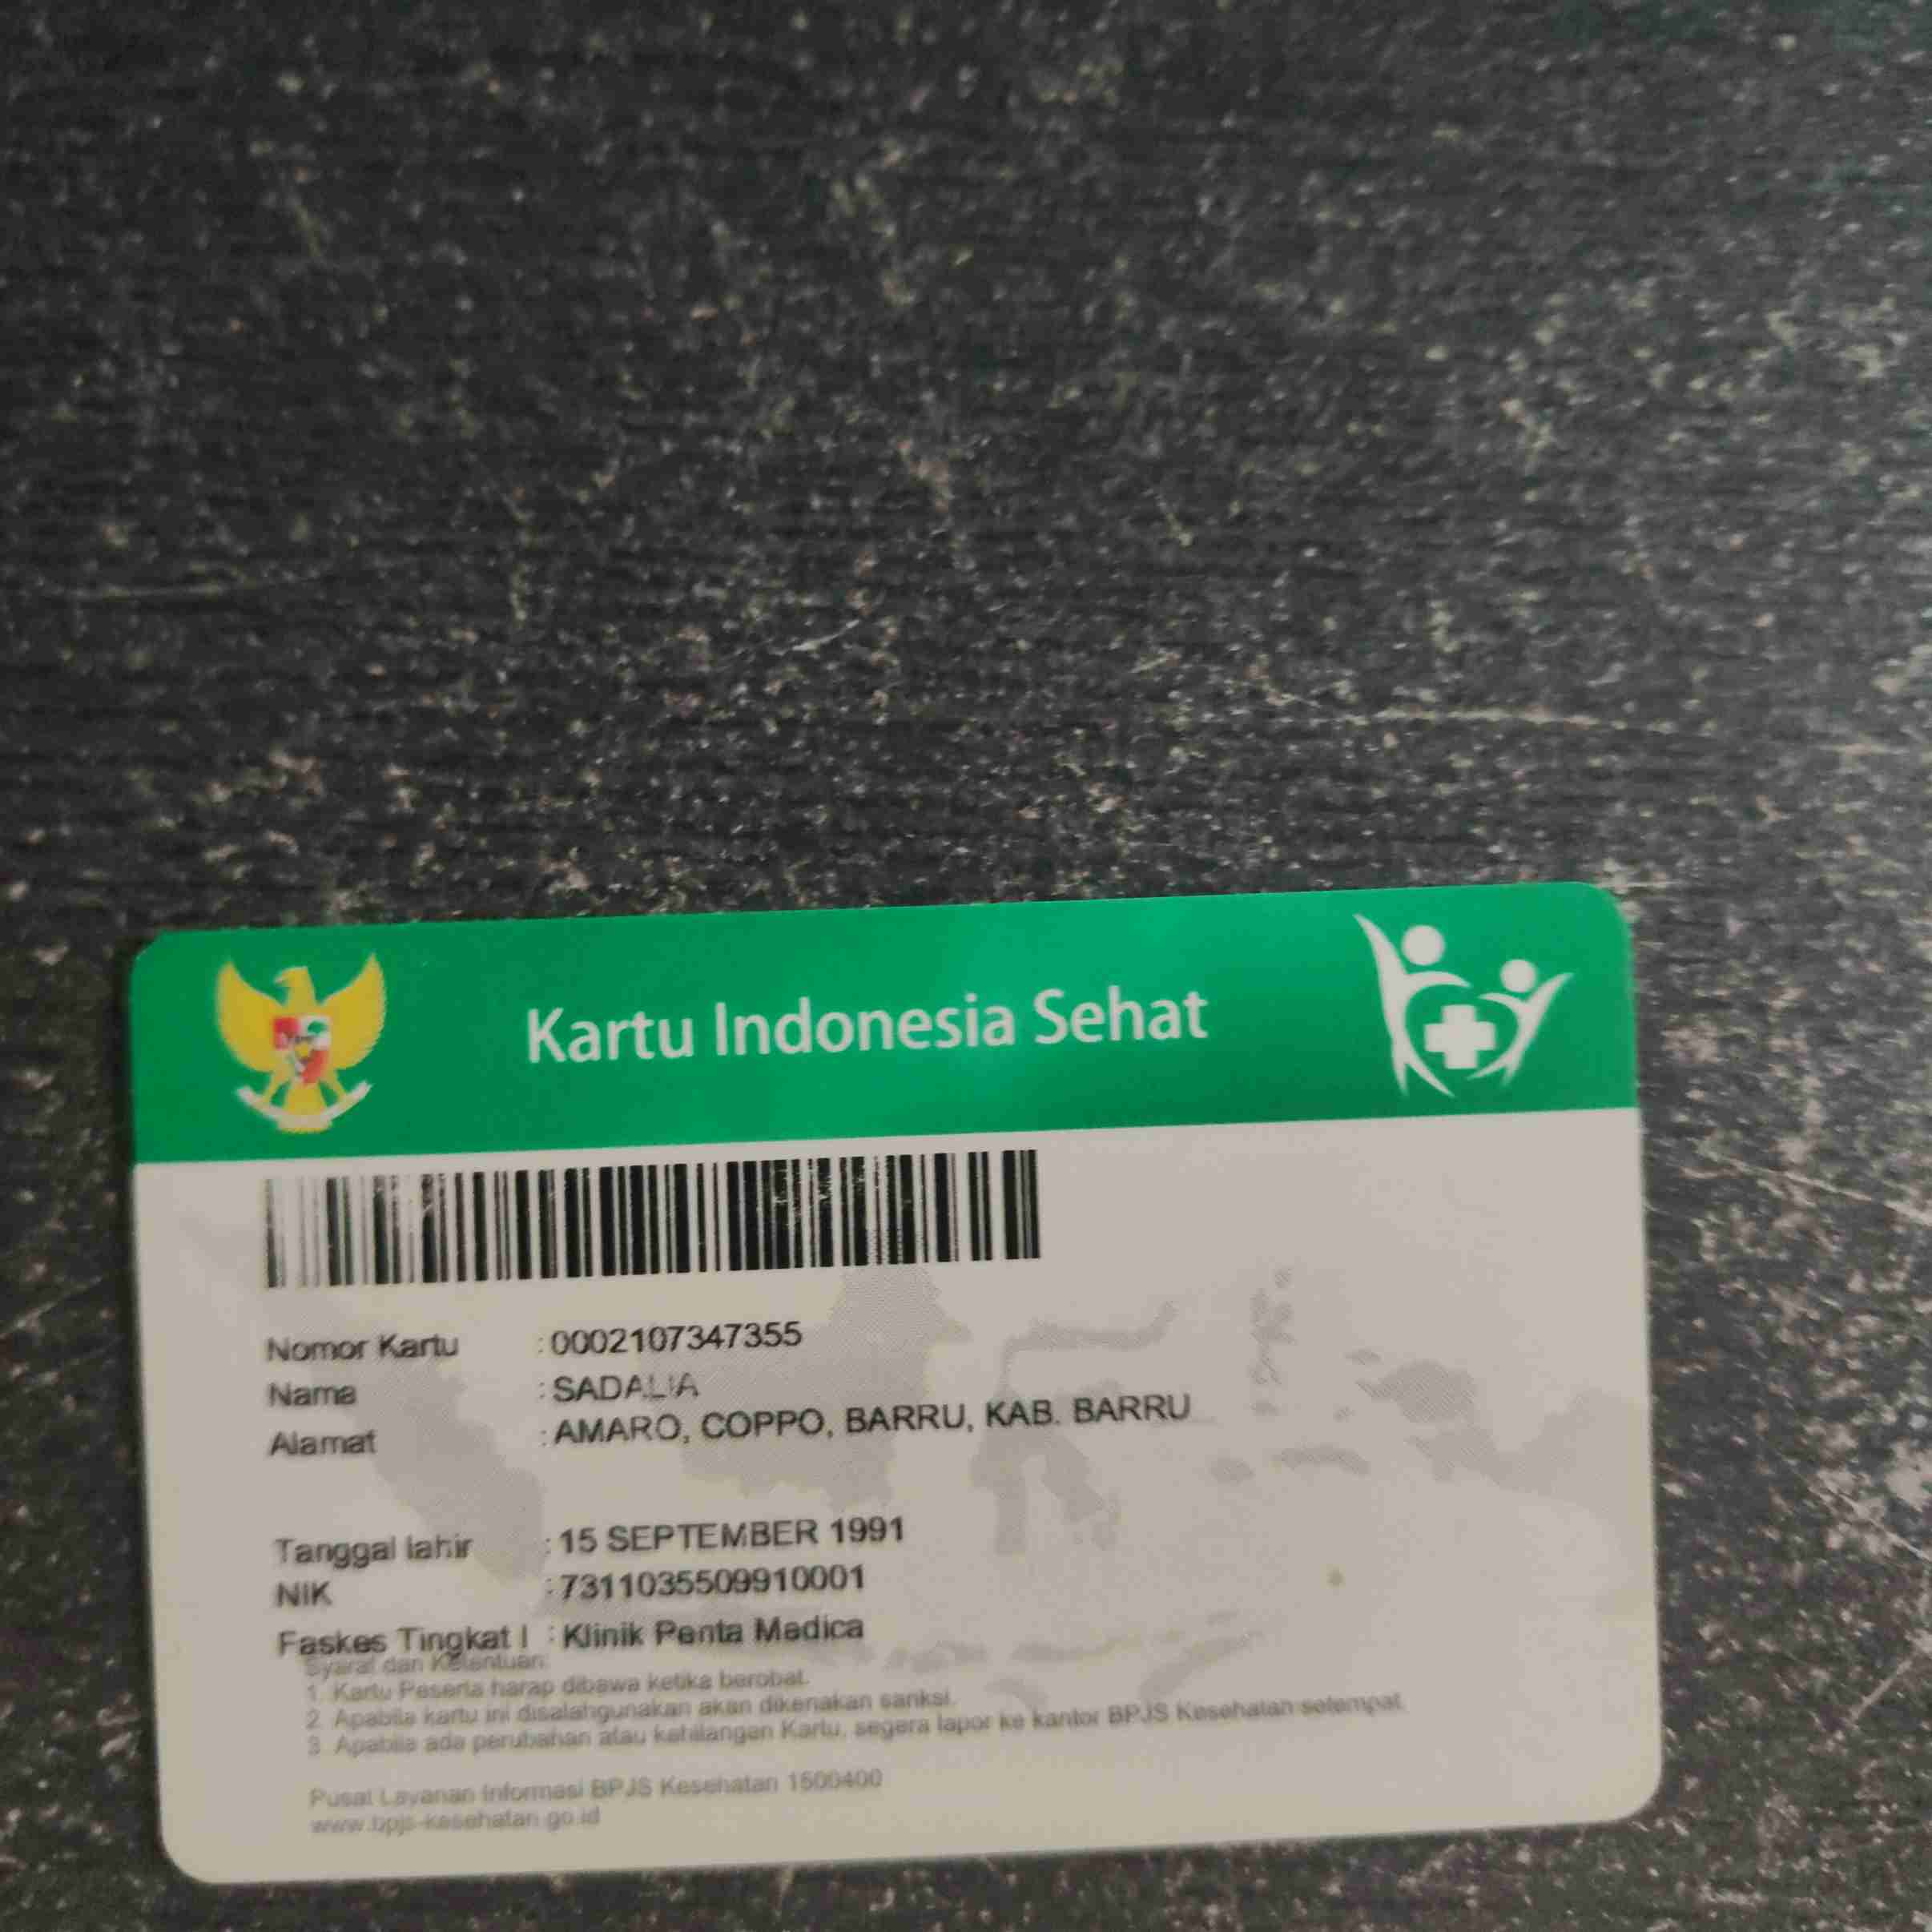 Kartu Indonesia Sehat
Nomor Kartu : 0002107347355
Nama : SADALIA
Alamat : AMARO, COPPO, BARRU, KAB. BARRU
Tanggal lahir : 15 SEPTEMBER 1991
NIK : 7311035509910001
Faskes Tingkat I : Klinik Penta Medica
Syarat dan Ketentuan:
1. Kartu Peserta harap dibawa ketika berobat.
2. Apabila kartu ini disalahgunakan akan dikenakan sanksi.
3. Apabila ada perubahan atau kehilangan Kartu, segera lapor ke kantor BPJS Kesehatan setempat.
Pusat Layanan Informasi BPJS Kesehatan 1500400
www.bpjs-kesehatan.go.id